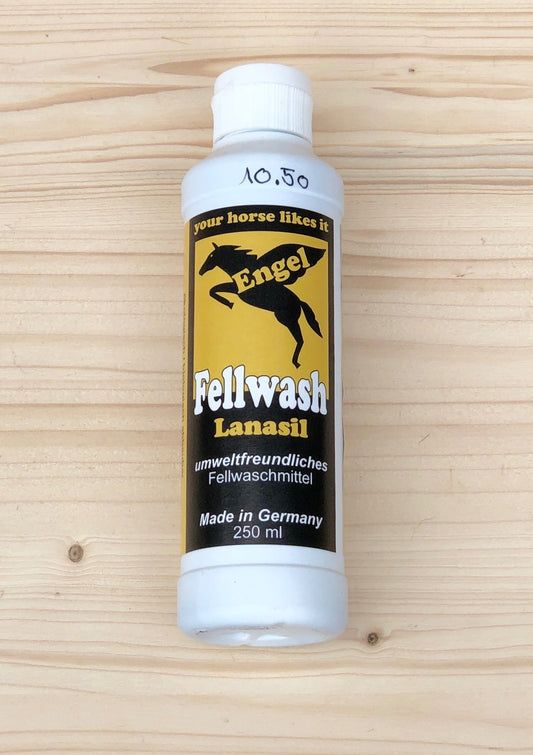 10.50
your horse likes it
Engel
Fellwash
Lanasil
umweltfreundliches
Fellwaschmittel
Made in Germany
250 ml